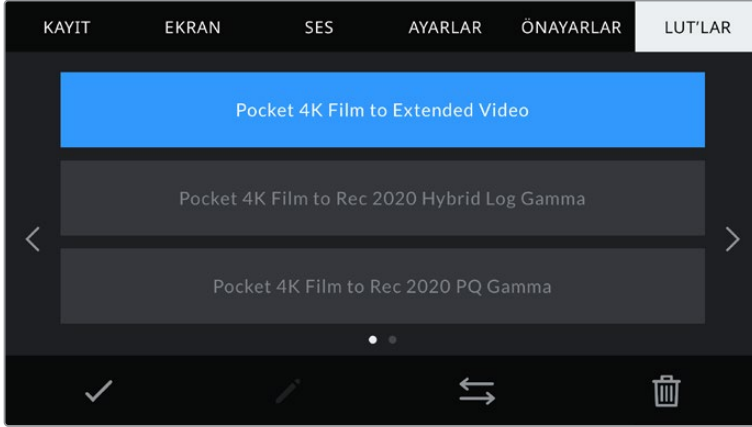 KAYIT EKRAN SES AYARLAR ÖNAYARLAR LUT'LAR
Pocket 4K Film to Extended Video
Pocket 4K Film to Rec 2020 Hybrid Log Gamma
Pocket 4K Film to Rec 2020 PQ Gamma